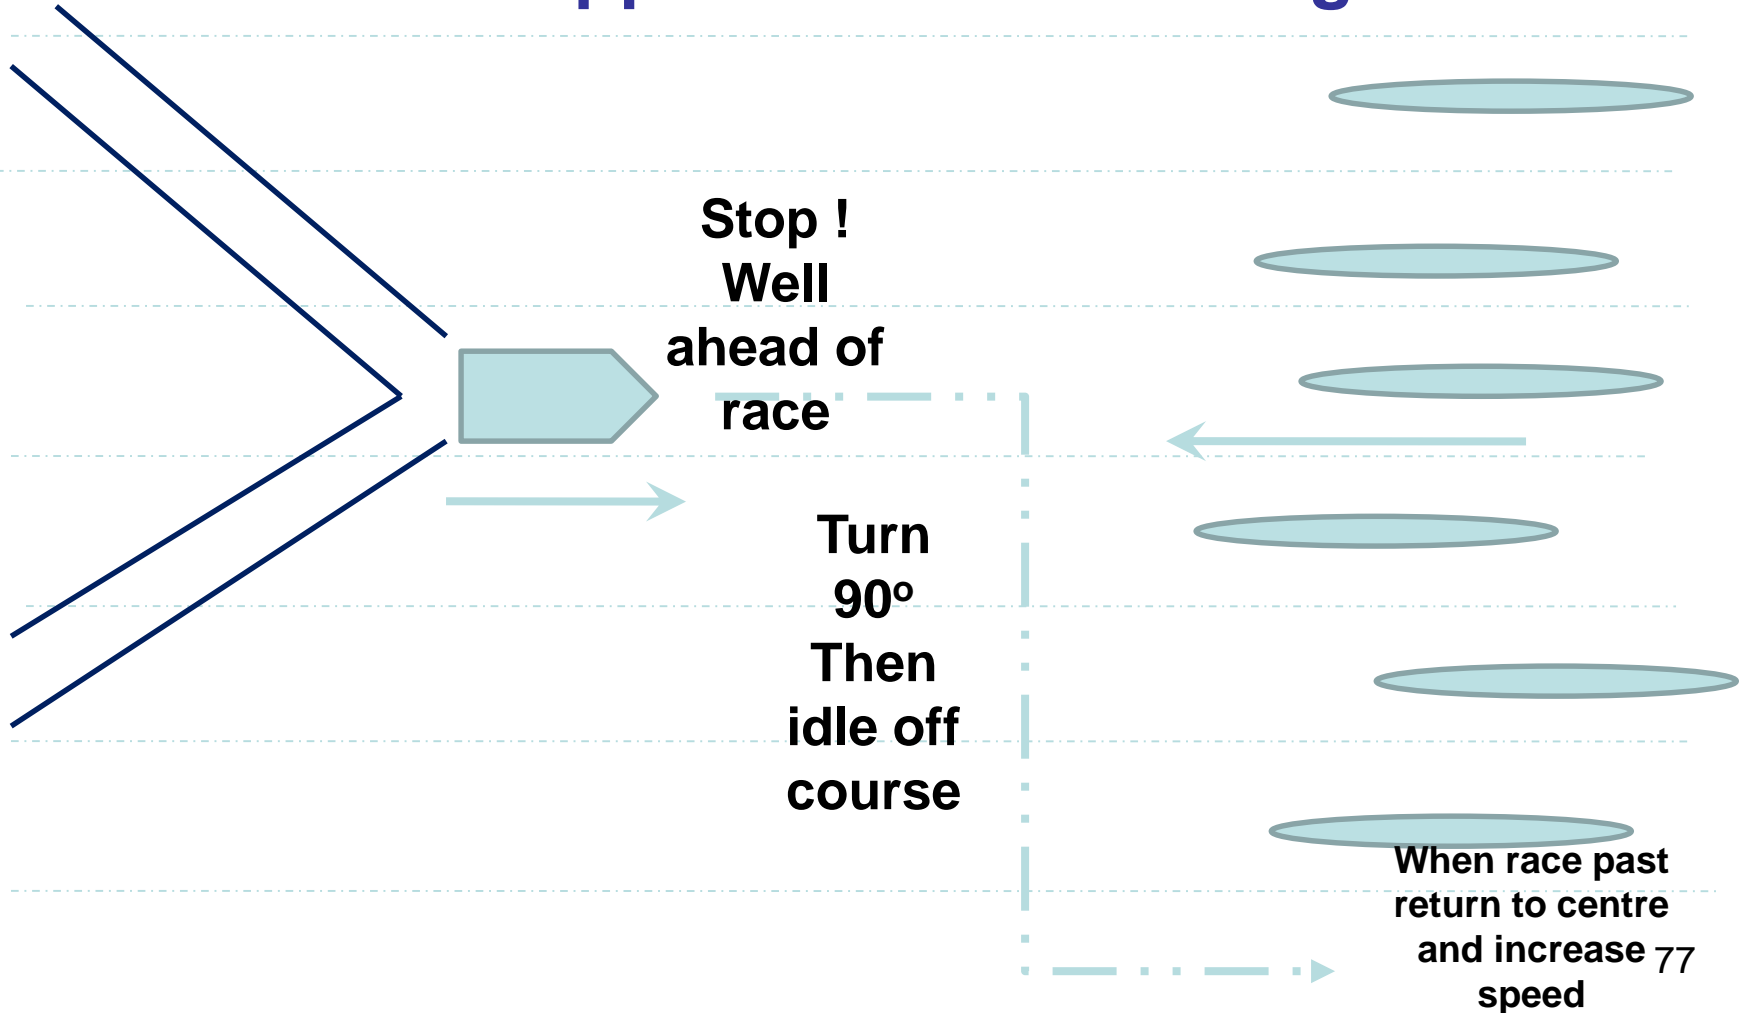 Stop !
Well
ahead of
race
Turn
90º
Then
idle off
course
When race past
return to centre
and increase
speed
77